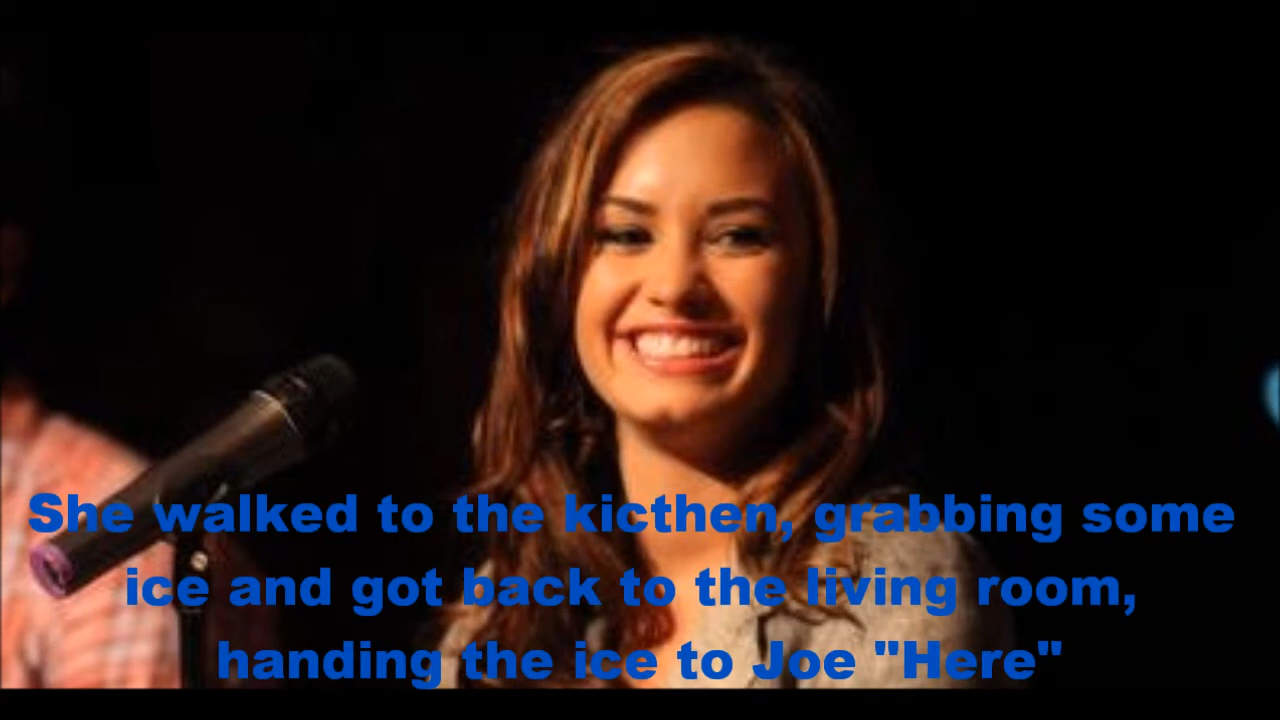 She walked to the kicthen, grabbing some
ice and got back to the living room,
handing the ice to Joe "Here"